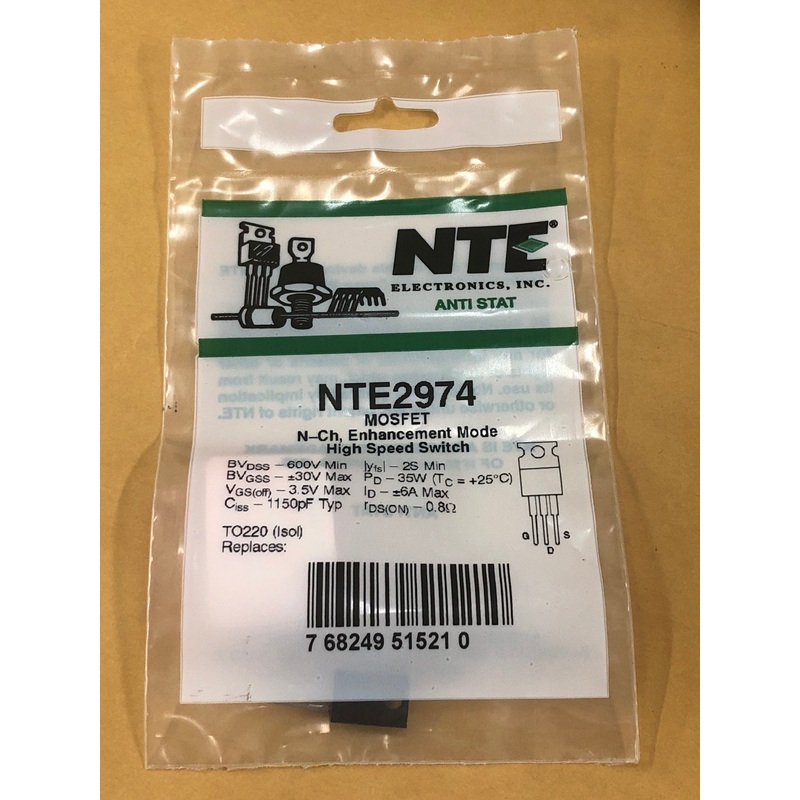 NTE®
ELECTRONICS, INC.
ANTI STAT
NTE2974
MOSFET
N–Ch, Enhancement Mode
High Speed Switch
BVDSS – 600V Min |yfs| – 2S Min
BVGSS – ±30V Max PD – 35W (TC = +25°C)
VGS(off) – 3.5V Max ID – ±6A Max
Ciss – 1150pF Typ rDS(ON) – 0.8Ω
TO220 (Isol)
Replaces:
G S
D
7 68249 51521 0